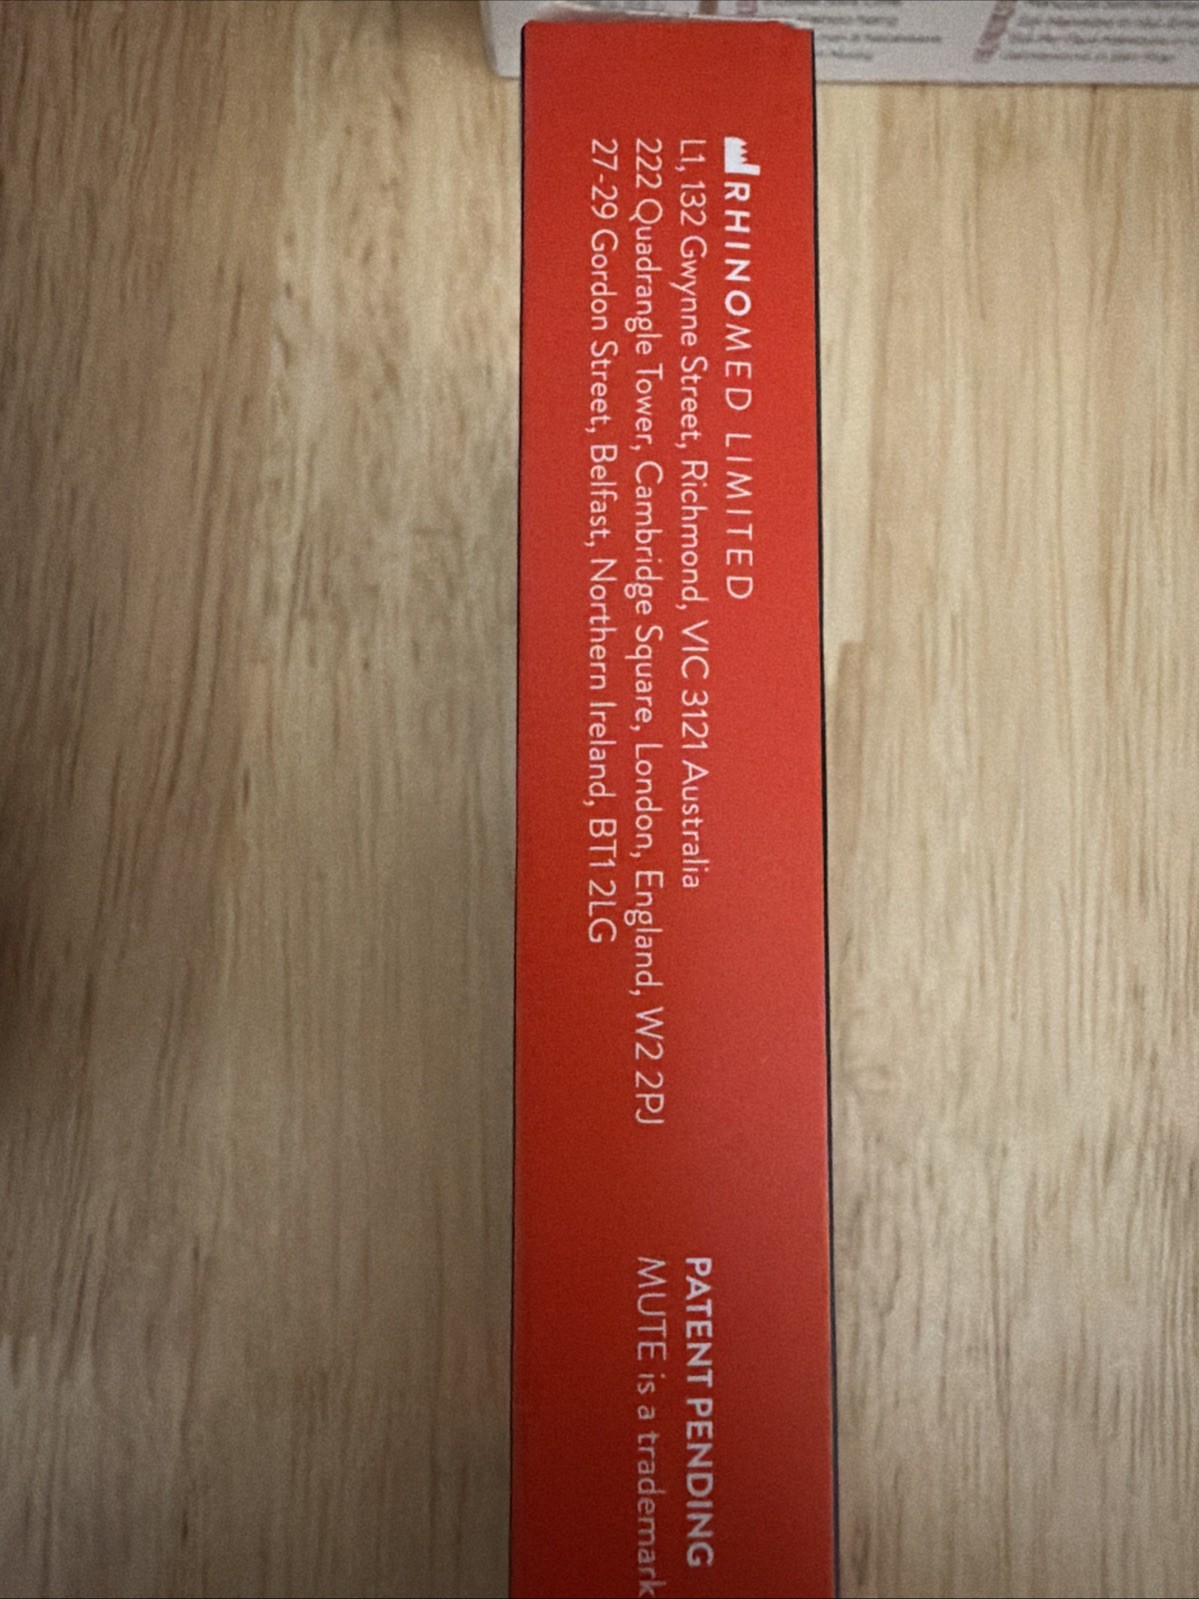 RHINOMED LIMITED
L1, 132 Gwynne Street, Richmond, VIC 3121 Australia
222 Quadrangle Tower, Cambridge Square, London, England, W2 2PJ
27-29 Gordon Street, Belfast, Northern Ireland, BT1 2LG
PATENT PENDING
MUTE is a trademark